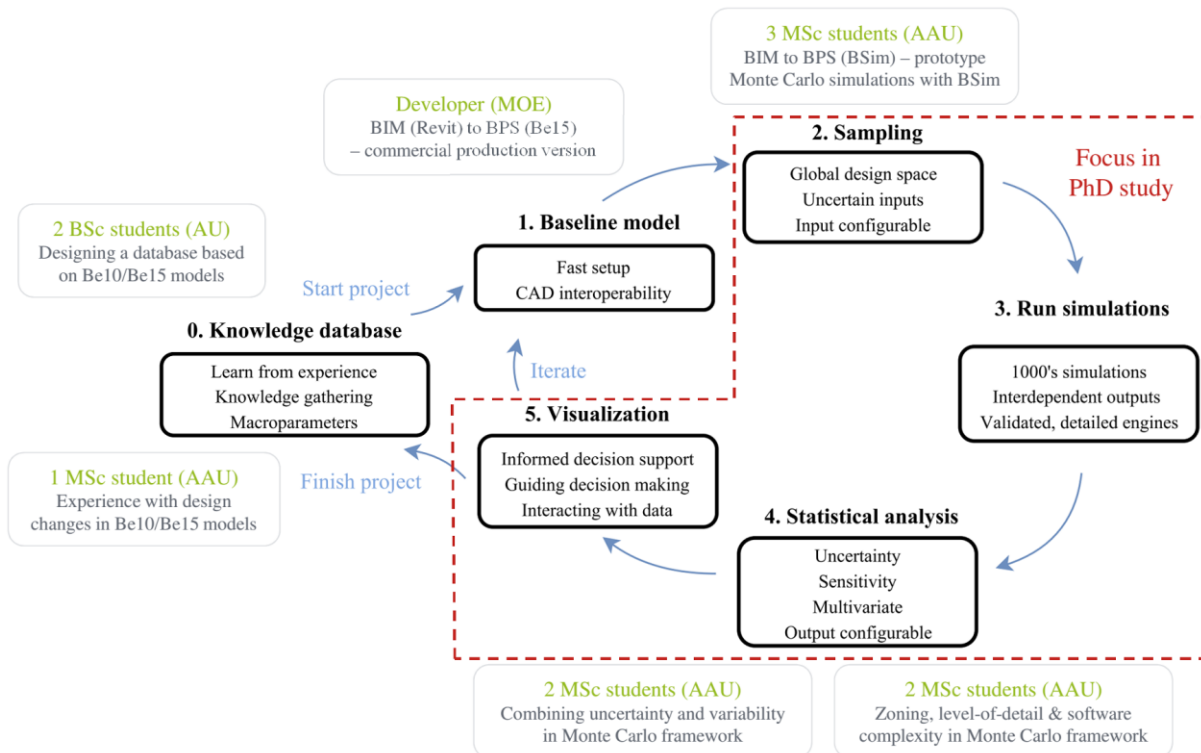 3 MSc students (AAU)
BIM to BPS (BSim) – prototype
Monte Carlo simulations with BSim
Developer (MOE)
BIM (Revit) to BPS (Be15)
– commercial production version
2. Sampling
Global design space
Uncertain inputs
Input configurable
Focus in
PhD study
2 BSc students (AU)
Designing a database based
on Be10/Be15 models
1. Baseline model
Fast setup
CAD interoperability
Start project
0. Knowledge database
Learn from experience
Knowledge gathering
Macroparameters
Iterate
3. Run simulations
1000's simulations
Interdependent outputs
Validated, detailed engines
5. Visualization
Informed decision support
Guiding decision making
Interacting with data
Finish project
1 MSc student (AAU)
Experience with design
changes in Be10/Be15 models
4. Statistical analysis
Uncertainty
Sensitivity
Multivariate
Output configurable
2 MSc students (AAU)
Combining uncertainty and variability
in Monte Carlo framework
2 MSc students (AAU)
Zoning, level-of-detail & software
complexity in Monte Carlo framework